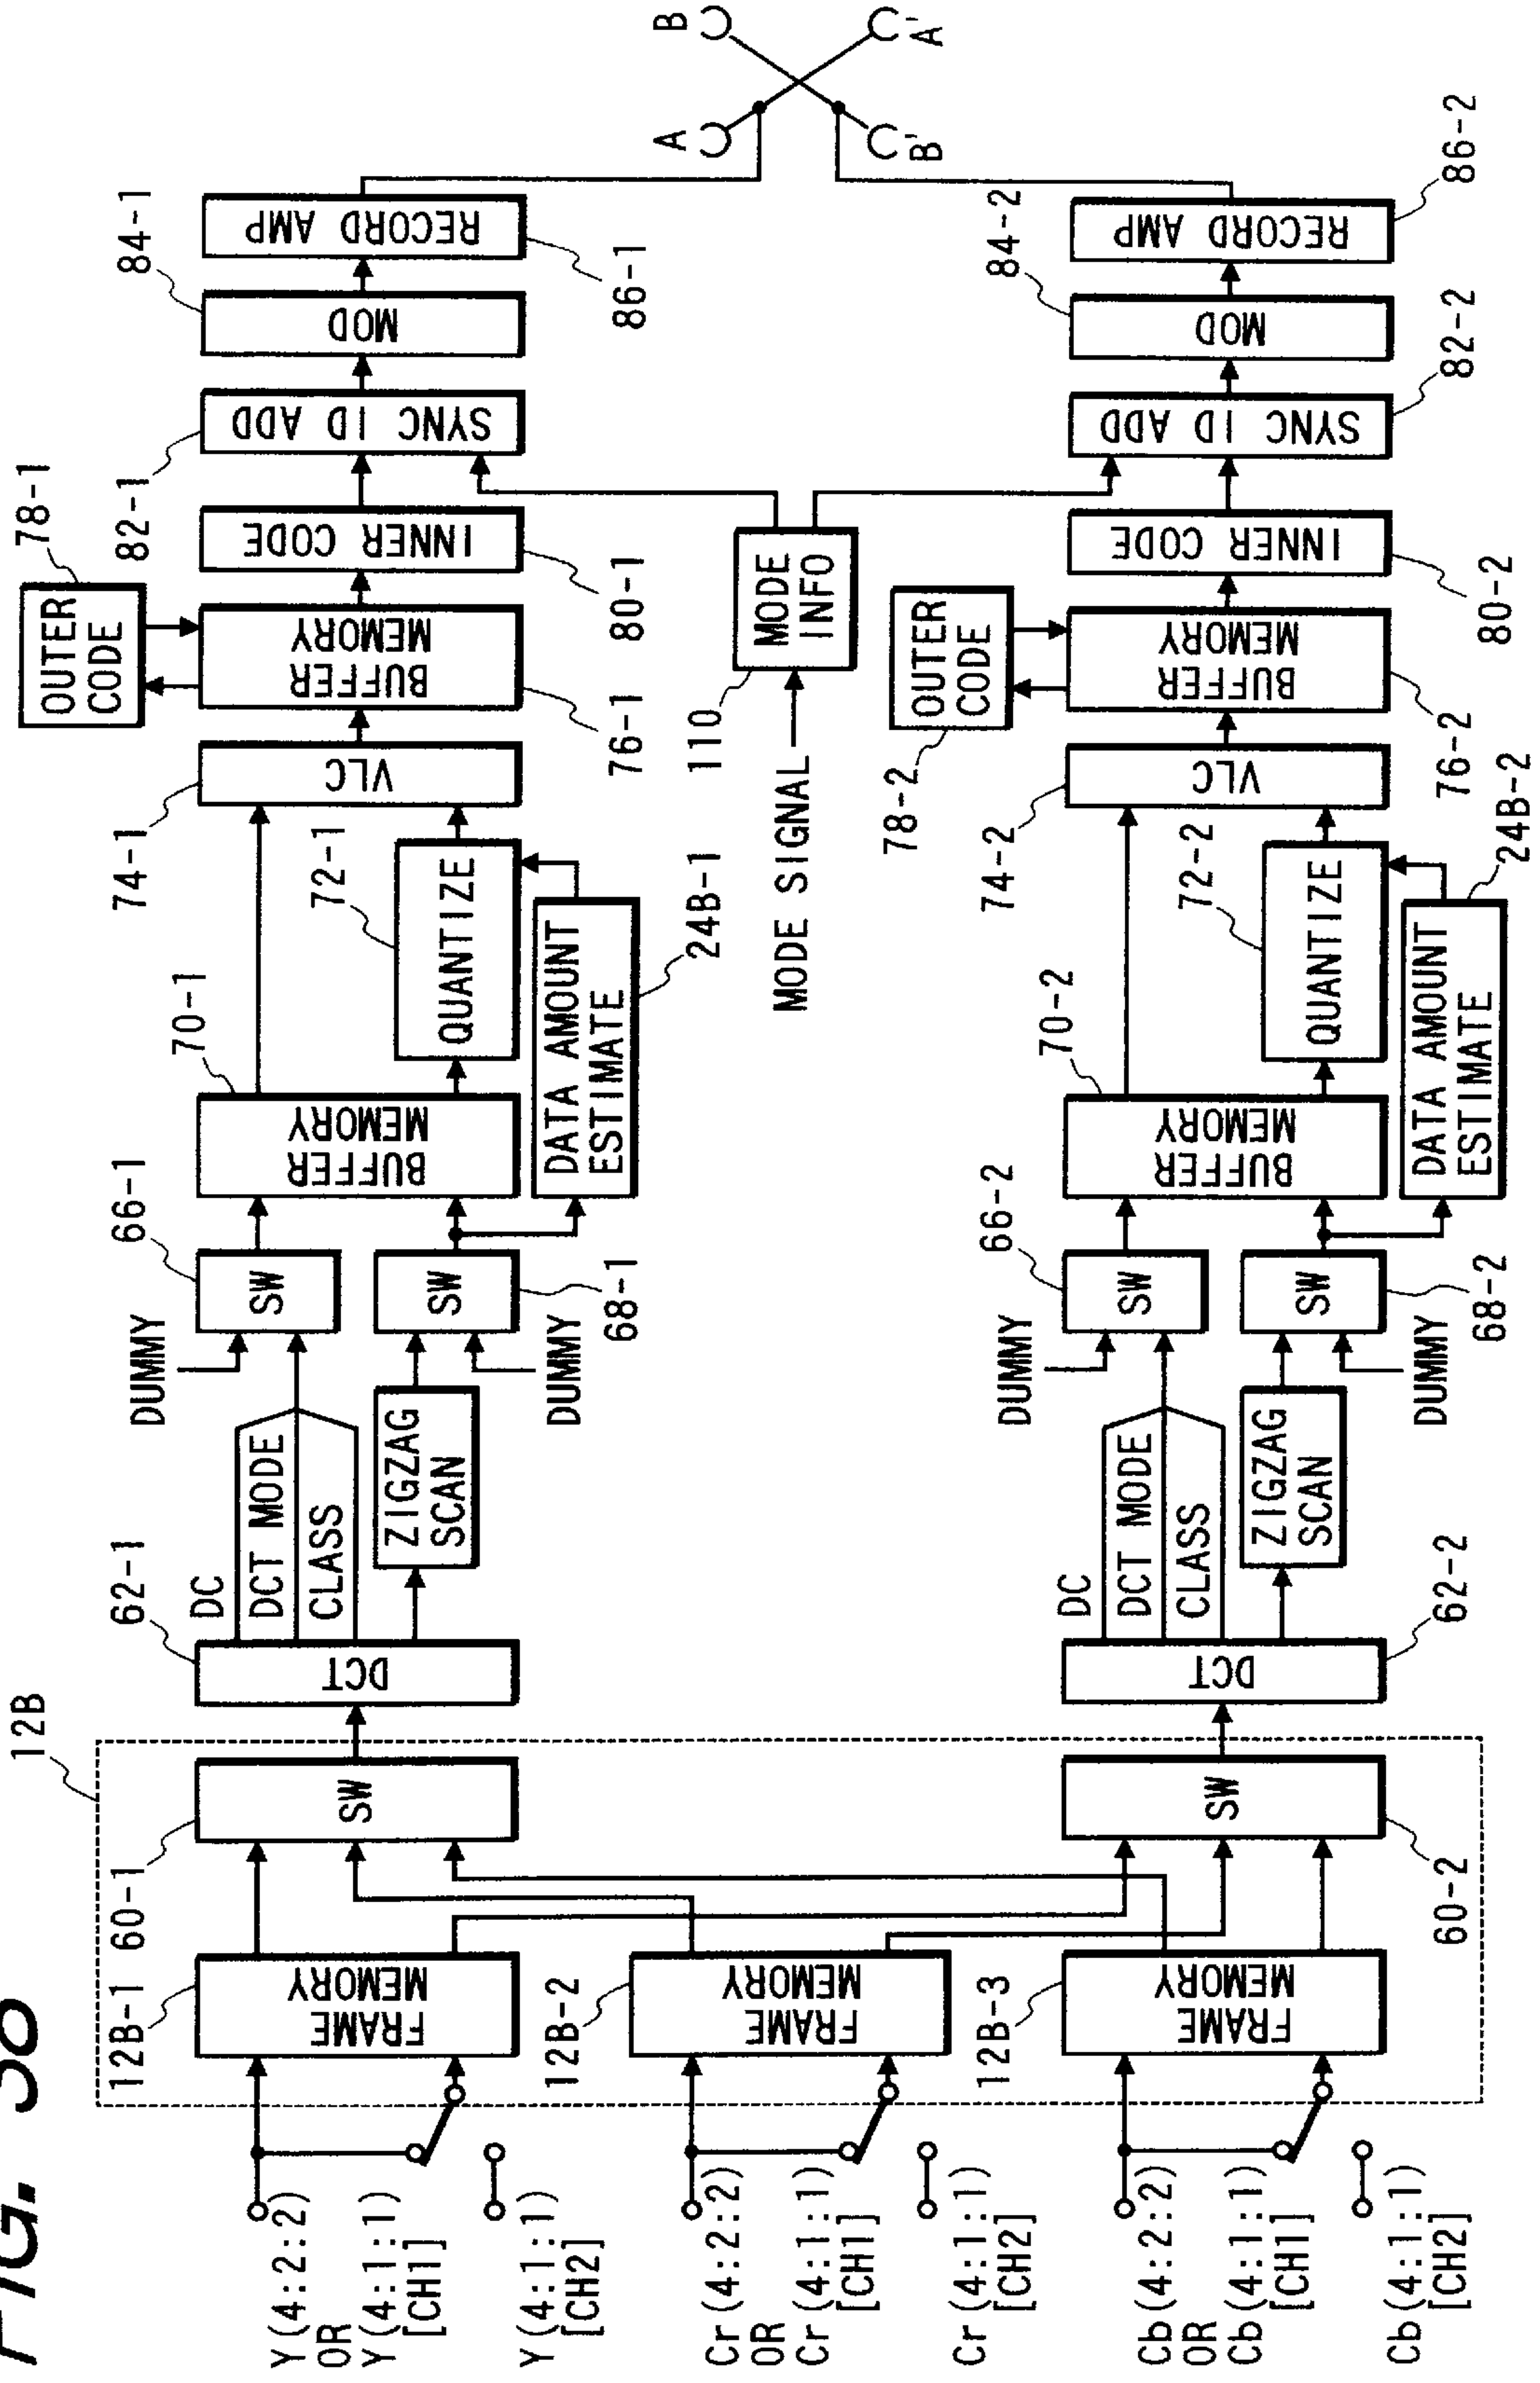 FIG. 38
12B
12B-1
60-1
62-1
66-1
70-1
74-1
78-1
82-1
84-1
Y(4:2:2)
OR
Y(4:1:1)
[CH1]
Y(4:1:1)
[CH2]
FRAME
MEMORY
SW
DCT
DC
DCT MODE
CLASS
ZIGZAG
SCAN
DUMMY
SW
SW
DUMMY
68-1
BUFFER
MEMORY
DATA AMOUNT
ESTIMATE
24B-1
QUANTIZE
72-1
VLC
BUFFER
MEMORY
76-1
OUTER
CODE
INNER CODE
80-1
SYNC ID ADD
MOD
RECORD AMP
86-1
A
B
B'
A'
Cr(4:2:2)
OR
Cr(4:1:1)
[CH1]
Cr(4:1:1)
[CH2]
12B-2
FRAME
MEMORY
MODE SIGNAL
110
MODE
INFO
Cb(4:2:2)
OR
Cb(4:1:1)
[CH1]
Cb(4:1:1)
[CH2]
12B-3
FRAME
MEMORY
SW
60-2
DCT
62-2
DC
DCT MODE
CLASS
ZIGZAG
SCAN
DUMMY
66-2
SW
SW
DUMMY
68-2
70-2
BUFFER
MEMORY
DATA AMOUNT
ESTIMATE
24B-2
QUANTIZE
72-2
74-2
VLC
78-2
OUTER
CODE
BUFFER
MEMORY
76-2
INNER CODE
80-2
SYNC ID ADD
82-2
84-2
MOD
RECORD AMP
86-2